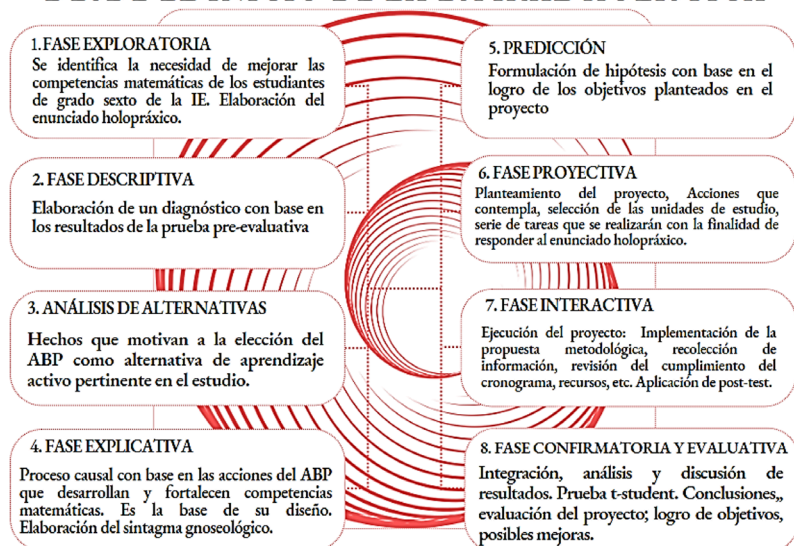 1.FASE EXPLORATORIA
Se identifica la necesidad de mejorar las
competencias matemáticas de los estudiantes
de grado sexto de la IE. Elaboración del
enunciado holopráxico.
2. FASE DESCRIPTIVA
Elaboración de un diagnóstico con base en
los resultados de la prueba pre-evaluativa
3. ANÁLISIS DE ALTERNATIVAS
Hechos que motivan a la elección del
ABP como alternativa de aprendizaje
activo pertinente en el estudio.
4. FASE EXPLICATIVA
Proceso causal con base en las acciones del ABP
que desarrollan y fortalecen competencias
matemáticas. Es la base de su diseño.
Elaboración del sintagma gnoseológico.
5. PREDICCIÓN
Formulación de hipótesis con base en el
logro de los objetivos planteados en el
proyecto
6. FASE PROYECTIVA
Planteamiento del proyecto, Acciones que
contempla, selección de las unidades de estudio,
serie de tareas que se realizarán con la finalidad de
responder al enunciado holopráxico.
7. FASE INTERACTIVA
Ejecución del proyecto: Implementación de la
propuesta metodológica, recolección de
información, revisión del cumplimiento del
cronograma, recursos, etc. Aplicación de post-test.
8. FASE CONFIRMATORIA Y EVALUATIVA
Integración, análisis y discusión de
resultados. Prueba t-student. Conclusiones,,
evaluación del proyecto; logro de objetivos,
posibles mejoras.